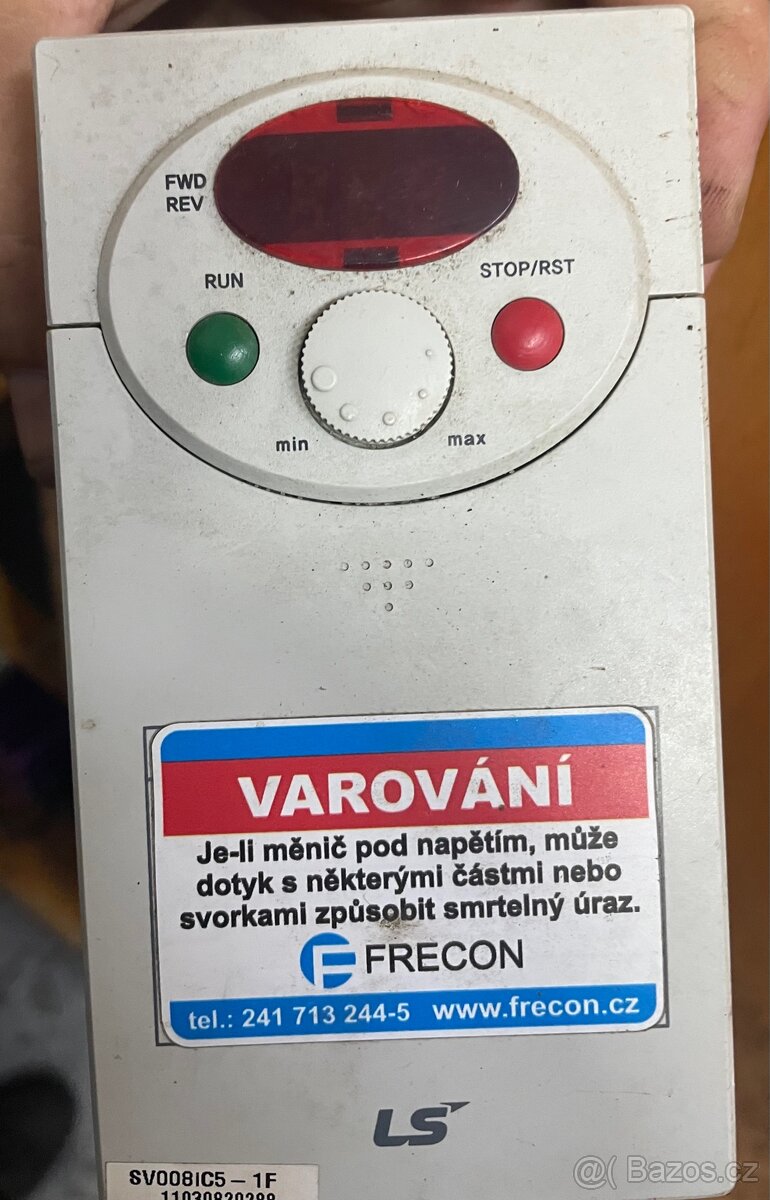 FWD
REV
RUN
STOP/RST
min
max
VAROVÁNÍ
Je-li měnič pod napětím, může
dotyk s některými částmi nebo
svorkami způsobit smrtelný úraz.
FRECON
tel.: 241 713 244-5 www.frecon.cz
LS
SV008iC5-1F
11030820288
@( Bazos.cz